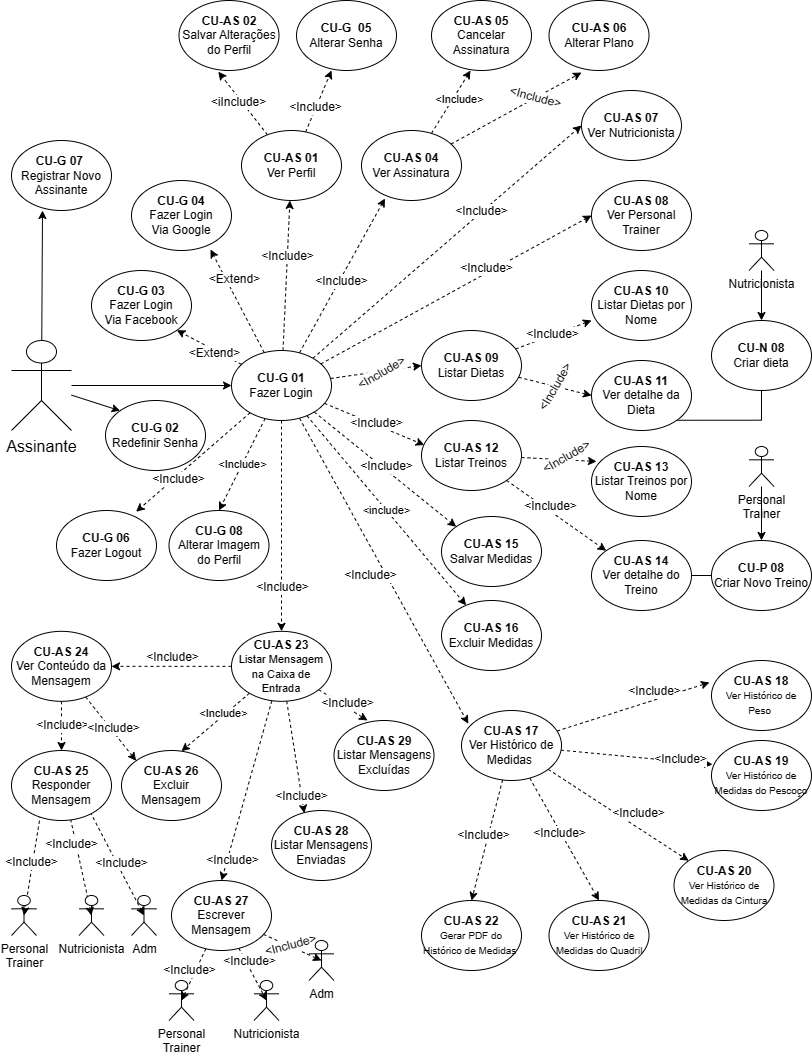 CU-AS 02
Salvar Alterações
do Perfil
CU-G 05
Alterar Senha
CU-AS 05
Cancelar
Assinatura
CU-AS 06
Alterar Plano
<iInclude>
<Include>
<Include>
<Include>
CU-AS 07
Ver Nutricionista
CU-G 07
Registrar Novo
Assinante
CU-AS 01
Ver Perfil
CU-AS 04
Ver Assinatura
CU-G 04
Fazer Login
Via Google
<Include>
CU-AS 08
Ver Personal
Trainer
<Include>
<Include>
<Include>
<Extend>
Nutricionista
CU-G 03
Fazer Login
Via Facebook
CU-AS 10
Listar Dietas por
Nome
<Include>
<Extend>
CU-N 08
Criar dieta
CU-AS 09
Listar Dietas
<Include>
<Include>
CU-G 01
Fazer Login
CU-AS 11
Ver detalhe da
Dieta
Assinante
CU-G 02
Redefinir Senha
<Include>
CU-AS 12
Listar Treinos
<Include>
CU-AS 13
Listar Treinos por
Nome
<Include>
<Include>
<Include>
Personal
Trainer
<Include>
<include>
CU-G 06
Fazer Logout
CU-G 08
Alterar Imagem
do Perfil
CU-AS 15
Salvar Medidas
CU-AS 14
Ver detalhe do
Treino
CU-P 08
Criar Novo Treino
<Include>
<Include>
CU-AS 16
Excluir Medidas
CU-AS 24
Ver Conteúdo da
Mensagem
<Include>
CU-AS 23
Listar Mensagem
na Caixa de
Entrada
CU-AS 18
Ver Histórico de
Peso
<Include>
<Include>
<Include>
<Include>
CU-AS 17
Ver Histórico de
Medidas
CU-AS 29
Listar Mensagens
Excluídas
<Include>
CU-AS 19
Ver Histórico de
Medidas do Pescoço
CU-AS 25
Responder
Mensagem
CU-AS 26
Excluir
Mensagem
<Include>
<Include>
CU-AS 28
Listar Mensagens
Enviadas
<Include>
<Include>
<Include>
<Include>
<Include>
<Include>
CU-AS 20
Ver Histórico de
Medidas da Cintura
CU-AS 27
Escrever
Mensagem
CU-AS 22
Gerar PDF do
Histórico de Medidas
CU-AS 21
Ver Histórico de
Medidas do Quadril
Personal
Trainer
Nutricionista
Adm
<Include>
<Include>
<Include>
Adm
Personal
Trainer
Nutricionista